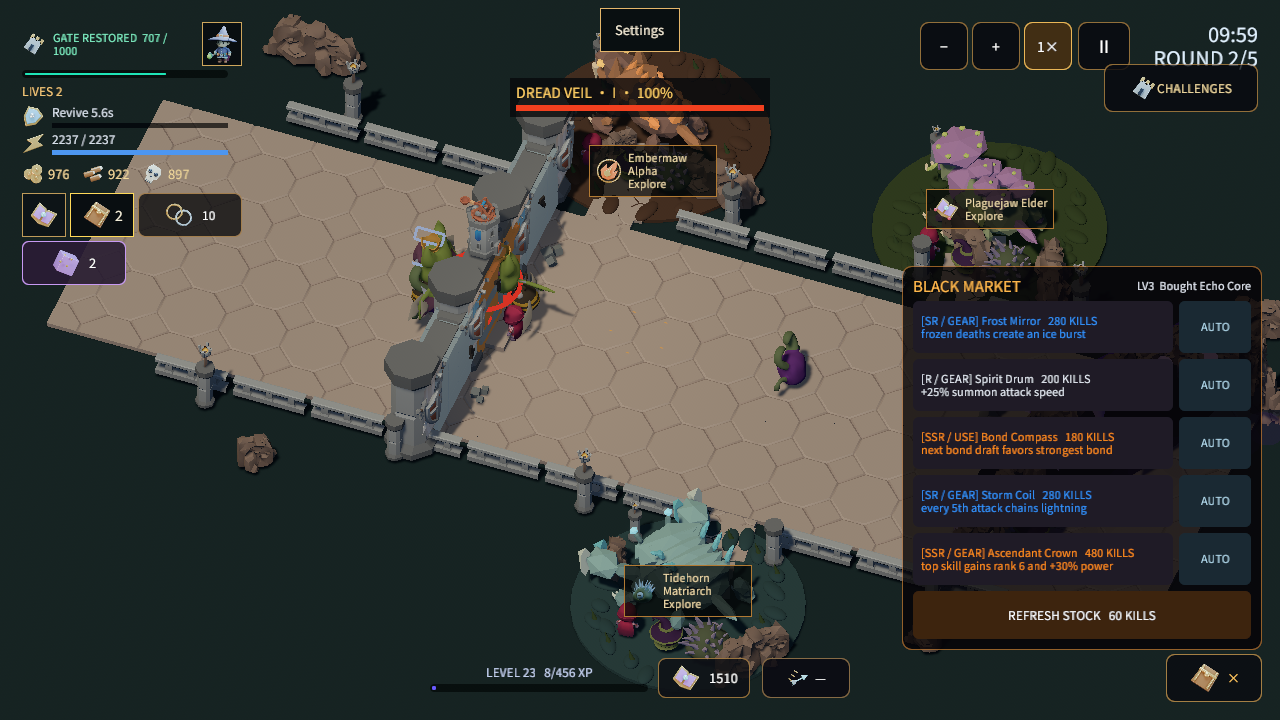 GATE RESTORED 707 /
1000
Settings
−
+
1×
09:59
ROUND 2/5
CHALLENGES
LIVES 2
Revive 5.6s
2237 / 2237
976
922
897
2
10
2
DREAD VEIL • I • 100%
Embermaw
Alpha
Explore
Plaguejaw Elder
Explore
BLACK MARKET
LV3 Bought Echo Core
[SR / GEAR] Frost Mirror 280 KILLS
frozen deaths create an ice burst
AUTO
[R / GEAR] Spirit Drum 200 KILLS
+25% summon attack speed
AUTO
[SSR / USE] Bond Compass 180 KILLS
next bond draft favors strongest bond
AUTO
[SR / GEAR] Storm Coil 280 KILLS
every 5th attack chains lightning
AUTO
[SSR / GEAR] Ascendant Crown 480 KILLS
top skill gains rank 6 and +30% power
AUTO
REFRESH STOCK 60 KILLS
Tidehorn
Matriarch
Explore
LEVEL 23 8/456 XP
1510
—
×